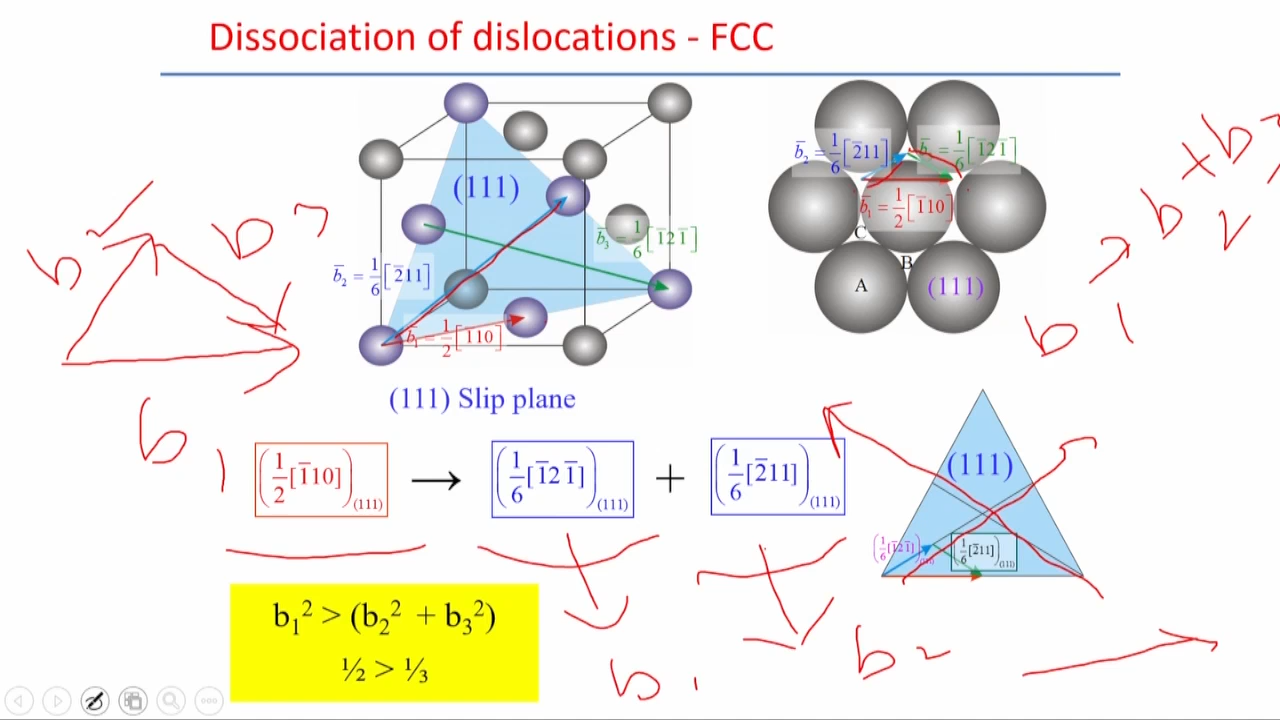 Dissociation of dislocations - FCC
(111)
b̄₂ = 1/6[2̄11]
b̄₃ = 1/6[1̄21̄]
b̄₁ = 1/2[1̄10]
(111) Slip plane
b̄₂ = 1/6[2̄11]
1/6[1̄21̄]
b̄₁ = 1/2[1̄10]
C
B
A
(111)
b
b
b₁
b₁ → b₂ + b
(1/2[1̄10])(111) → (1/6[1̄21̄])(111) + (1/6[2̄11])(111)
(111)
(1/6[1̄21̄])
(1/6[2̄11])(111)
b₁² > (b₂² + b₃²)
½ > ⅓
b
b₂